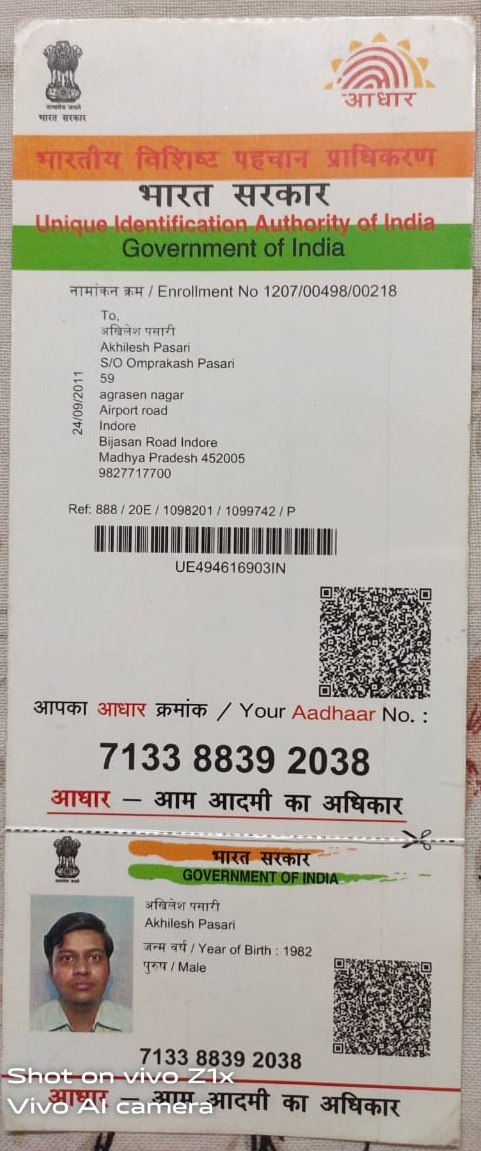 सत्यमेव जयते
भारत सरकार
आधार
भारतीय विशिष्ट पहचान प्राधिकरण
भारत सरकार
Unique Identification Authority of India
Government of India
नामांकन क्रम / Enrollment No 1207/00498/00218
To,
अखिलेश पसारी
Akhilesh Pasari
S/O Omprakash Pasari
59
agrasen nagar
Airport road
Indore
Bijasan Road Indore
Madhya Pradesh 452005
9827717700
24/09/2011
Ref: 888 / 20E / 1098201 / 1099742 / P
UE494616903IN
आपका आधार क्रमांक / Your Aadhaar No. :
7133 8839 2038
आधार – आम आदमी का अधिकार
भारत सरकार
GOVERNMENT OF INDIA
अखिलेश पसारी
Akhilesh Pasari
जन्म वर्ष / Year of Birth : 1982
पुरुष / Male
7133 8839 2038
आधार – आम आदमी का अधिकार
Shot on vivo Z1x
Vivo AI camera